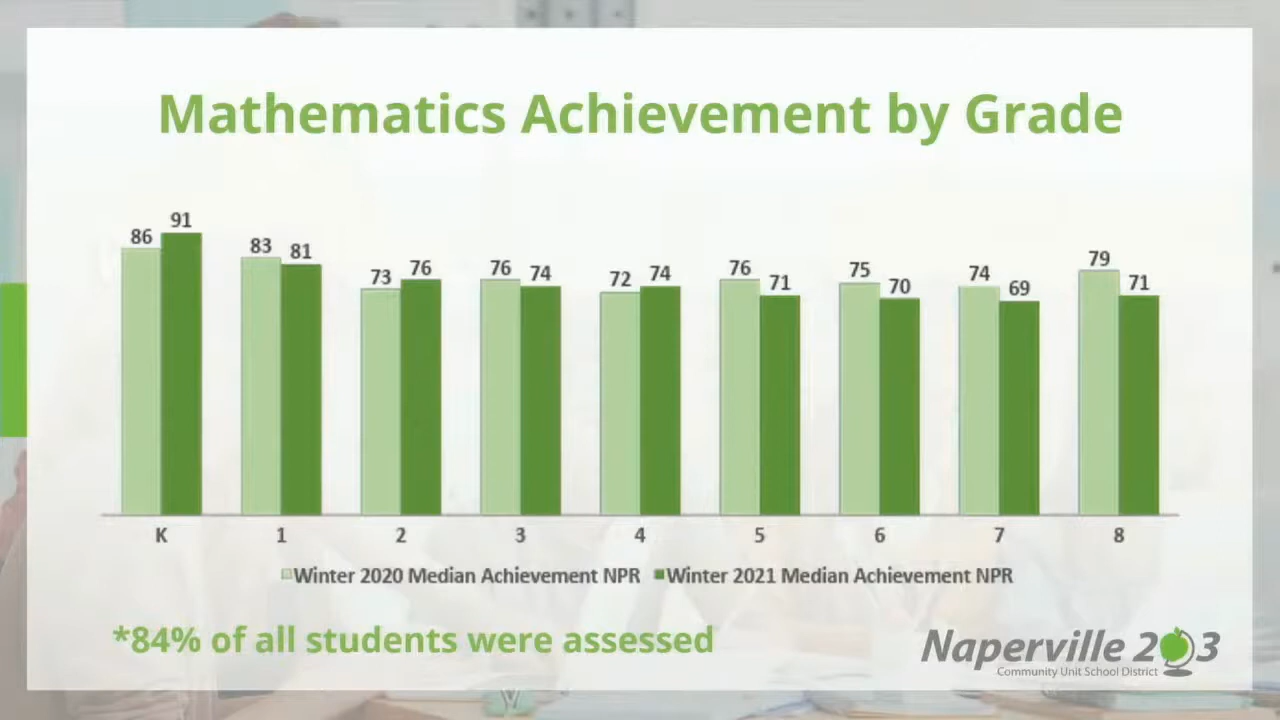 Mathematics Achievement by Grade
86 91 83 81 73 76 76 74 72 74 76 71 75 70 74 69 79 71
K 1 2 3 4 5 6 7 8
Winter 2020 Median Achievement NPR Winter 2021 Median Achievement NPR
*84% of all students were assessed
Naperville 203
Community Unit School District